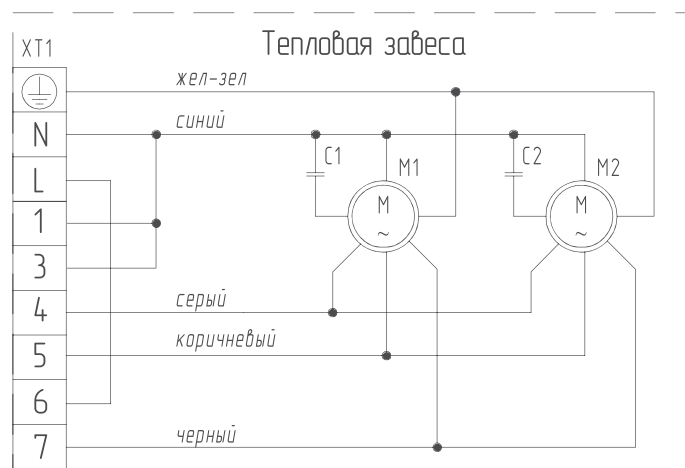 Тепловая завеса
XT1
жел-зел
N
синий
L
C1
M1
C2
M2
M
~
M
~
1
3
4
серый
5
коричневый
6
7
черный